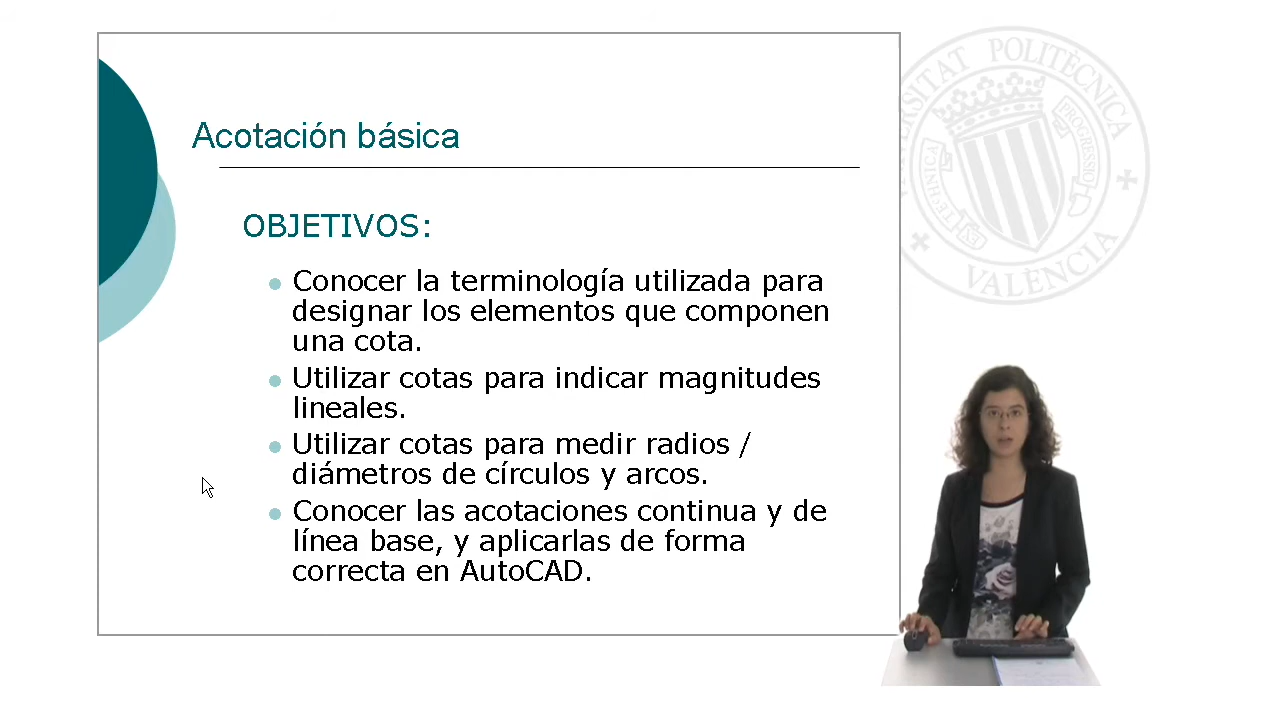 Acotación básica
OBJETIVOS:
Conocer la terminología utilizada para
designar los elementos que componen
una cota.
Utilizar cotas para indicar magnitudes
lineales.
Utilizar cotas para medir radios /
diámetros de círculos y arcos.
Conocer las acotaciones continua y de
línea base, y aplicarlas de forma
correcta en AutoCAD.
POLITÈCNICA
VALÈNCIA
PROGRESSIO